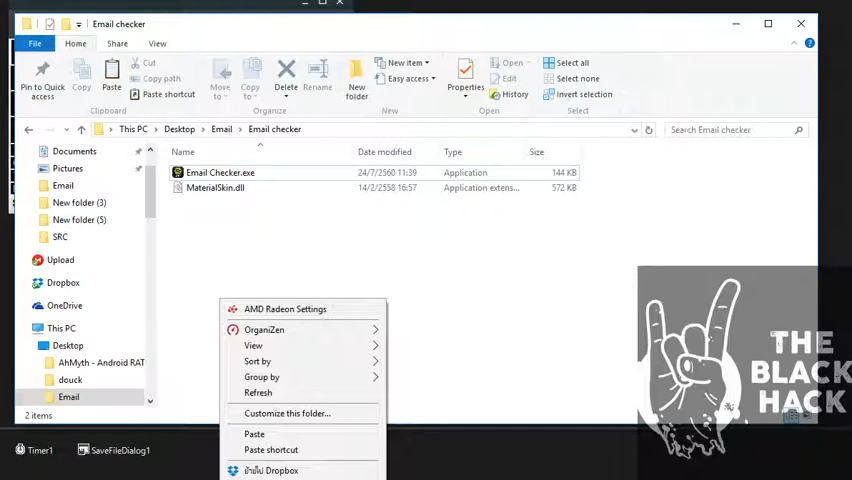 Email checker
File
Home
Share
View
Pin to Quick access
Copy
Paste
Cut
Copy path
Paste shortcut
Clipboard
Move to
Copy to
Delete
Rename
Organize
New folder
New item
Easy access
New
Properties
Open
Edit
History
Open
Select all
Select none
Invert selection
Select
This PC
Desktop
Email
Email checker
Search Email checker
Name
Date modified
Type
Size
Email Checker.exe
24/7/2560 11:39
Application
144 KB
MaterialSkin.dll
14/2/2558 16:57
Application extens...
572 KB
Documents
Pictures
Email
New folder (3)
New folder (5)
SRC
Upload
Dropbox
OneDrive
This PC
Desktop
AhMyth - Android RAT
douck
Email
2 items
AMD Radeon Settings
OrganiZen
View
Sort by
Group by
Refresh
Customize this folder...
Paste
Paste shortcut
ย้ายไป Dropbox
Timer1
SaveFileDialog1
THE
BLACK
HACK